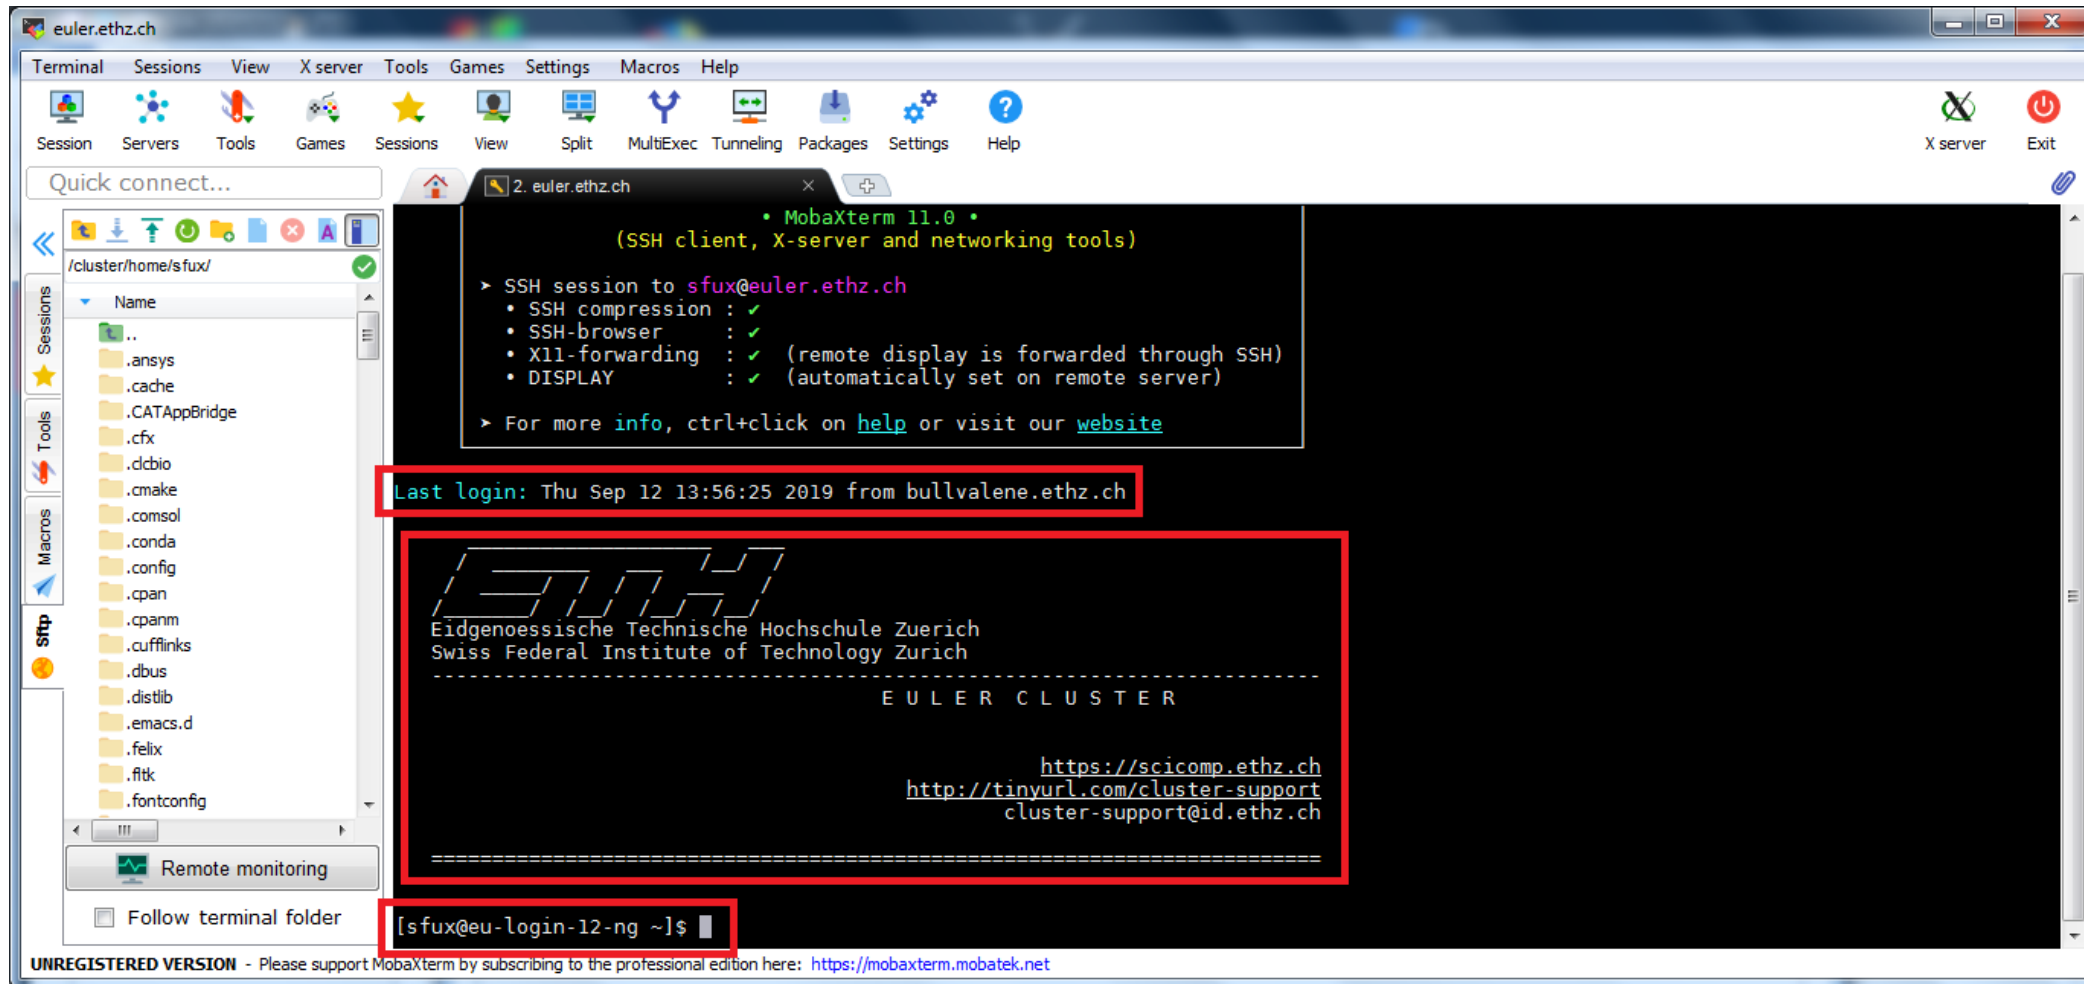 euler.ethz.ch
Terminal Sessions View X server Tools Games Settings Macros Help
Session Servers Tools Games Sessions View Split MultiExec Tunneling Packages Settings Help X server Exit
Quick connect...
2. euler.ethz.ch
/cluster/home/sfux/
Name
..
.ansys
.cache
.CATAppBridge
.cfx
.clcbio
.cmake
.comsol
.conda
.config
.cpan
.cpanm
.cufflinks
.dbus
.distlib
.emacs.d
.felix
.fltk
.fontconfig
Sessions
Tools
Macros
Sftp
Remote monitoring
Follow terminal folder
• MobaXterm 11.0 •
(SSH client, X-server and networking tools)
➤ SSH session to sfux@euler.ethz.ch
• SSH compression : ✔
• SSH-browser : ✔
• X11-forwarding : ✔ (remote display is forwarded through SSH)
• DISPLAY : ✔ (automatically set on remote server)
➤ For more info, ctrl+click on help or visit our website
Last login: Thu Sep 12 13:56:25 2019 from bullvalene.ethz.ch
ETH
Eidgenoessische Technische Hochschule Zuerich
Swiss Federal Institute of Technology Zurich
-------------------------------------------------------------------------
E U L E R  C L U S T E R
https://scicomp.ethz.ch
http://tinyurl.com/cluster-support
cluster-support@id.ethz.ch
=========================================================================
[sfux@eu-login-12-ng ~]$
UNREGISTERED VERSION - Please support MobaXterm by subscribing to the professional edition here: https://mobaxterm.mobatek.net